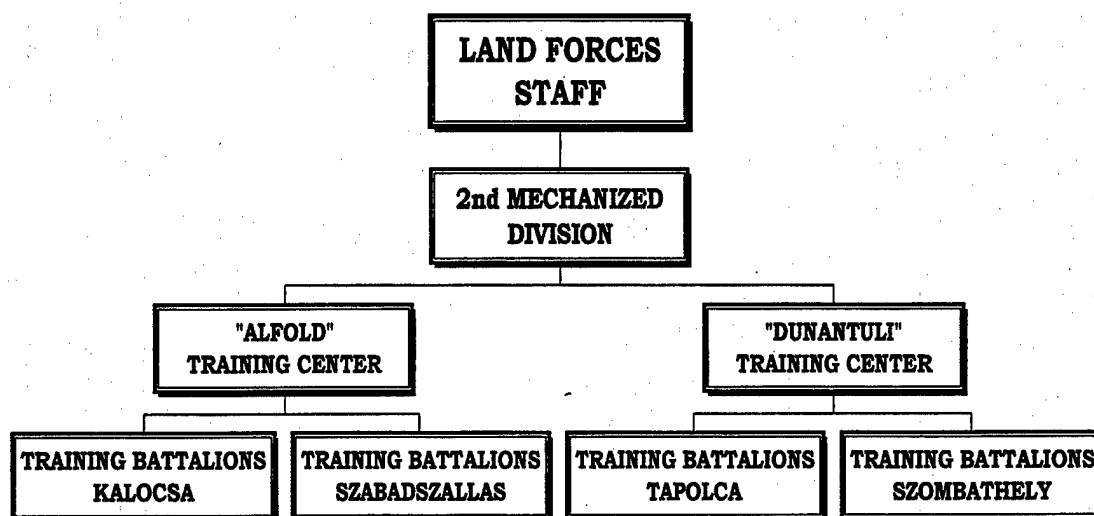 LAND FORCES
STAFF
2nd MECHANIZED
DIVISION
"ALFOLD"
TRAINING CENTER
"DUNANTULI"
TRAINING CENTER
TRAINING BATTALIONS
KALOCSA
TRAINING BATTALIONS
SZABADSZALLAS
TRAINING BATTALIONS
TAPOLCA
TRAINING BATTALIONS
SZOMBATHELY